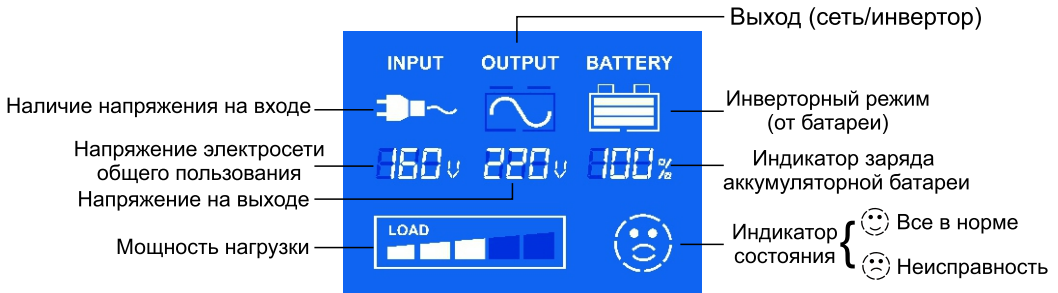 Выход (сеть/инвертор)
INPUT OUTPUT BATTERY
Наличие напряжения на входе
Инверторный режим
(от батареи)
Напряжение электросети
общего пользования
160 V 220 V 100 %
Индикатор заряда
аккумуляторной батареи
Напряжение на выходе
LOAD
Мощность нагрузки
Индикатор
состояния
Все в норме
Неисправность